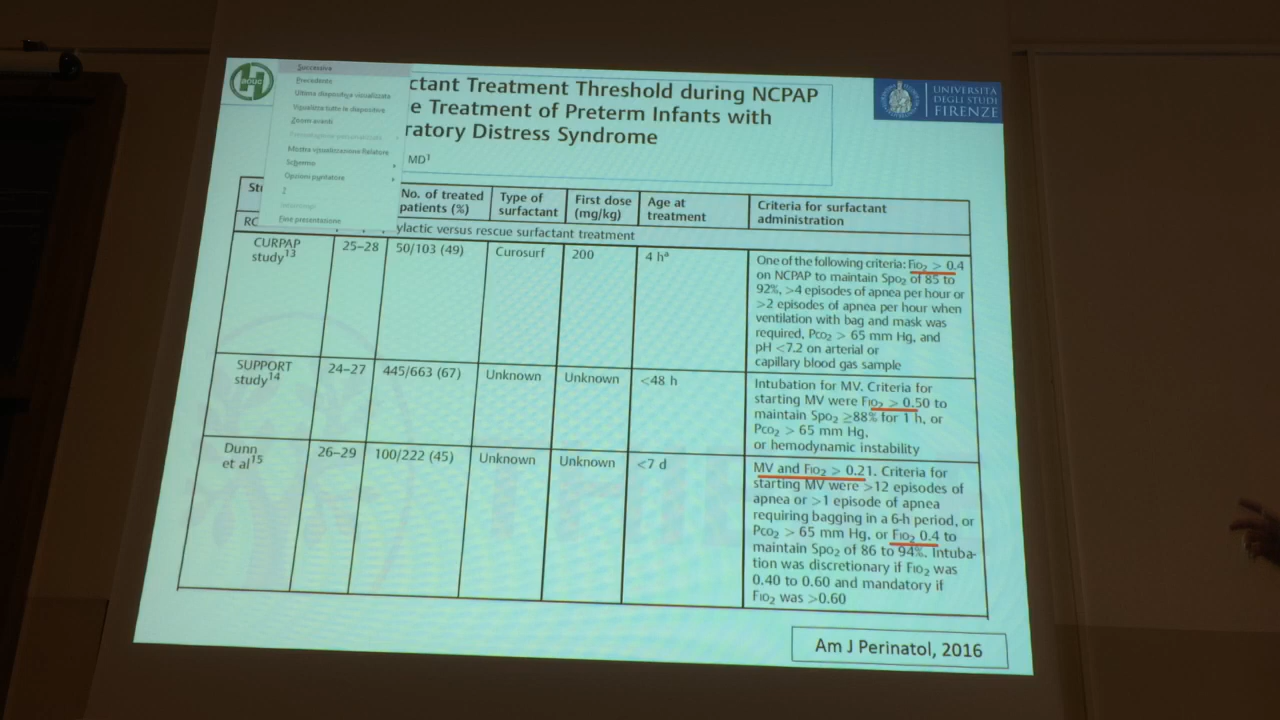 Successive
Precedente
Ultima diapositiva visualizzata
Visualizza tutte le diapositive
Zoom avanti
Presentazione personalizzata
Mostra visualizzazione Relatore
Schermo
Opzioni puntatore
?
Fine presentazione
AOUC
ctant Treatment Threshold during NCPAP
e Treatment of Preterm Infants with
ratory Distress Syndrome
MD1
UNIVERSITÀ
DEGLI STUDI
FIRENZE
No. of treated
patients (%)
Type of
surfactant
First dose
(mg/kg)
Age at
treatment
Criteria for surfactant
administration
RC
ylactic versus rescue surfactant treatment
CURPAP
study13
25–28
50/103 (49)
Curosurf
200
4 ha
One of the following criteria: FiO2 > 0.4
on NCPAP to maintain SpO2 of 85 to
92%, >4 episodes of apnea per hour or
>2 episodes of apnea per hour when
ventilation with bag and mask was
required, PCO2 > 65 mm Hg, and
pH <7.2 on arterial or
capillary blood gas sample
SUPPORT
study14
24–27
445/663 (67)
Unknown
Unknown
<48 h
Intubation for MV. Criteria for
starting MV were FiO2 > 0.50 to
maintain SpO2 ≥88% for 1 h, or
PCO2 > 65 mm Hg,
or hemodynamic instability
Dunn
et al15
26–29
100/222 (45)
Unknown
Unknown
<7 d
MV and FiO2 > 0.21. Criteria for
starting MV were >12 episodes of
apnea or >1 episode of apnea
requiring bagging in a 6-h period, or
PCO2 > 65 mm Hg, or FiO2 0.4 to
maintain SpO2 of 86 to 94%. Intuba-
tion was discretionary if FiO2 was
0.40 to 0.60 and mandatory if
FiO2 was >0.60
Am J Perinatol, 2016